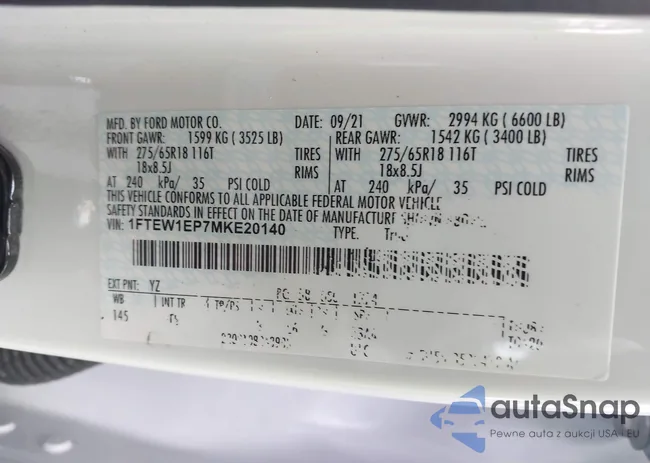 MFD. BY FORD MOTOR CO. DATE: 09/21 GVWR: 2994 KG ( 6600 LB)
FRONT GAWR: 1599 KG ( 3525 LB) REAR GAWR: 1542 KG ( 3400 LB)
WITH 275/65R18 116T TIRES WITH 275/65R18 116T TIRES
18x8.5J RIMS 18x8.5J RIMS
AT 240 kPa/ 35 PSI COLD AT 240 kPa/ 35 PSI COLD
THIS VEHICLE CONFORMS TO ALL APPLICABLE FEDERAL MOTOR VEHICLE
SAFETY STANDARDS IN EFFECT ON THE DATE OF MANUFACTURE
VIN: 1FTEW1EP7MKE20140 TYPE:
EXT PNT: YZ
WB INT TR TP/PS
145
autoSnap
Pewne auta z aukcji USA i EU